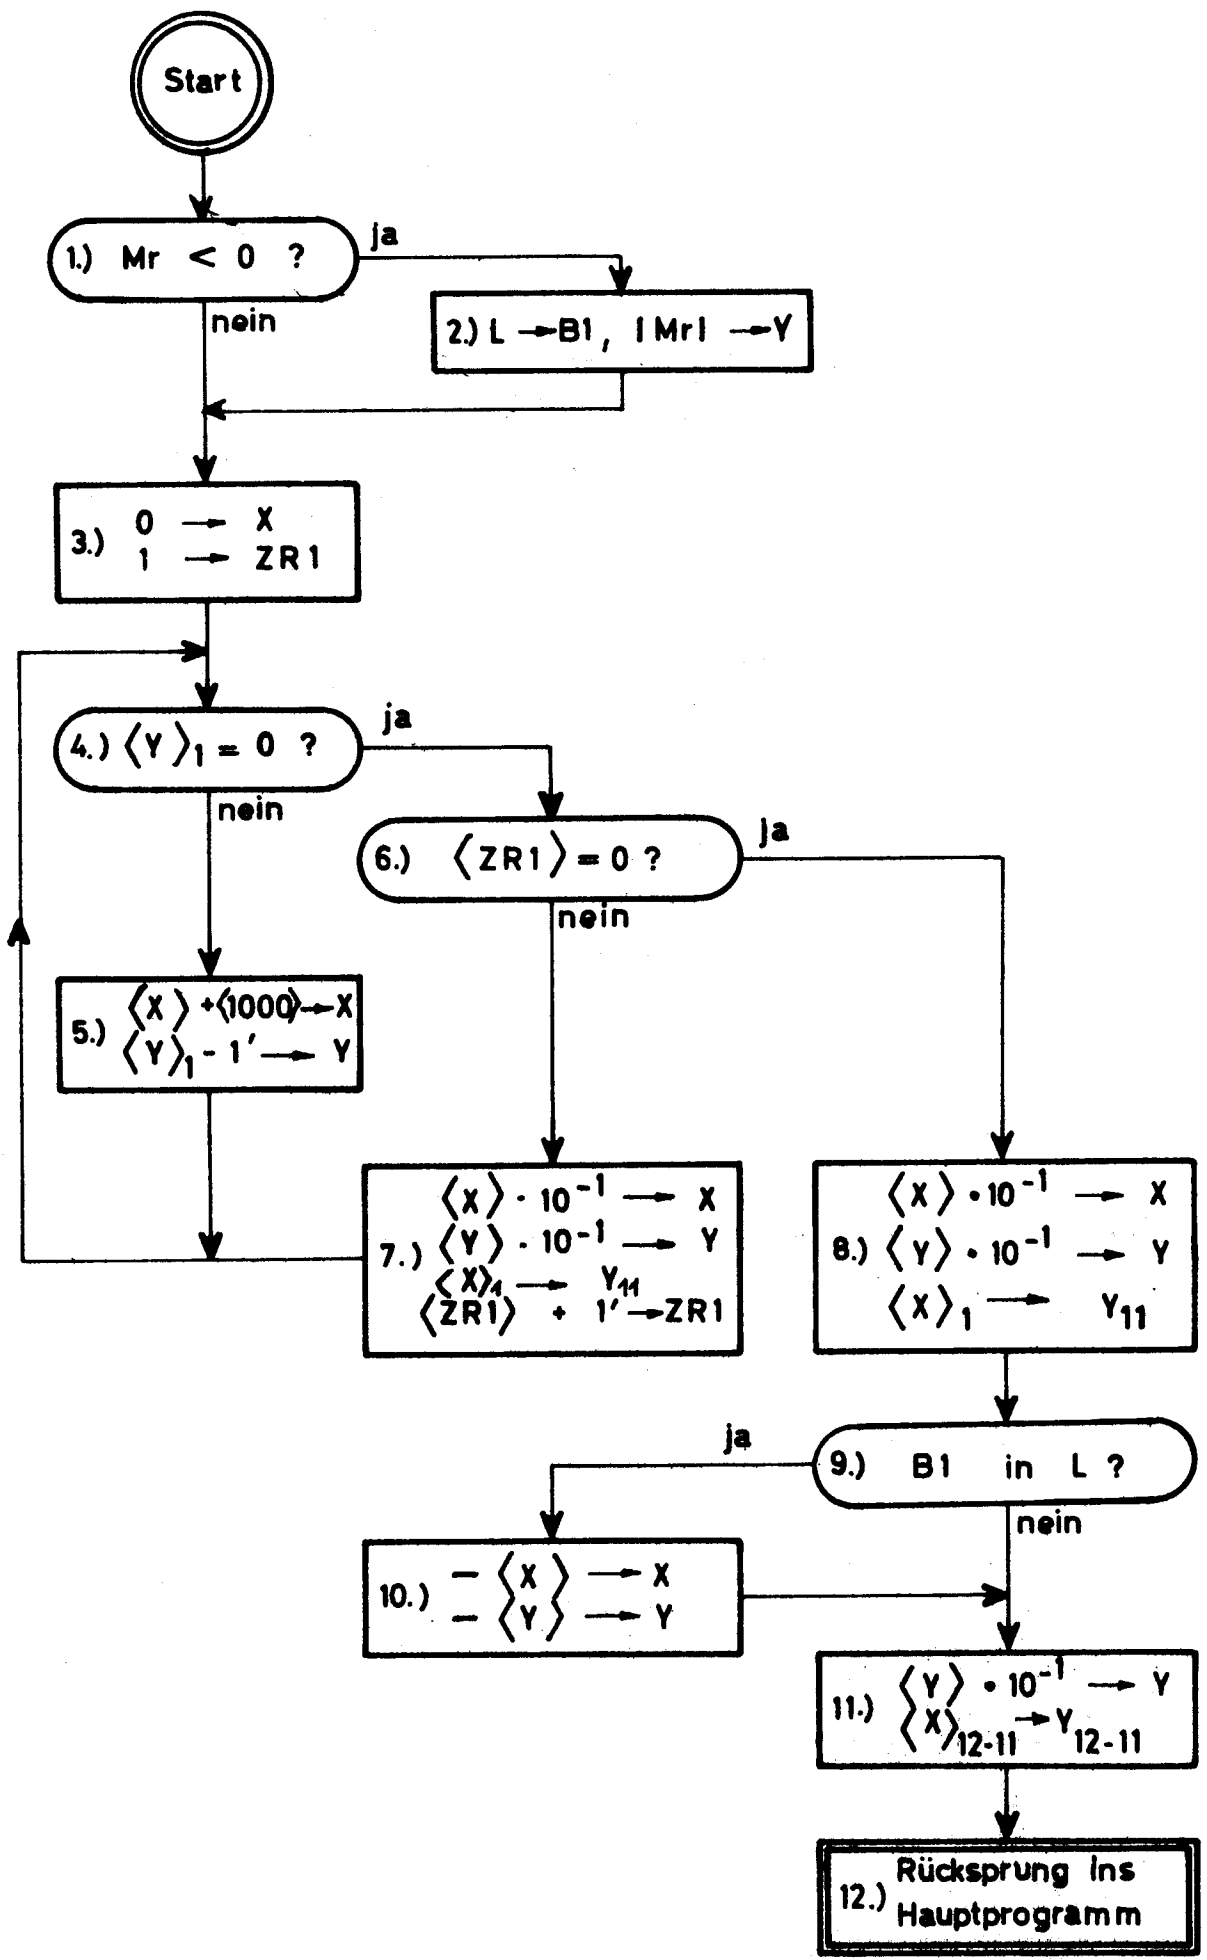 Start
1.) Mr < 0 ?
ja
nein
2.) L → B1, |Mr| → Y
3.)
0 → X
1 → ZR1
4.) ⟨Y⟩₁ = 0 ?
ja
nein
6.) ⟨ZR1⟩ = 0 ?
ja
nein
5.)
⟨X⟩ + ⟨1000⟩ → X
⟨Y⟩₁ - 1′ → Y
7.)
⟨X⟩ · 10⁻¹ → X
⟨Y⟩ · 10⁻¹ → Y
⟨X⟩₁ → Y₁₁
⟨ZR1⟩ + 1′ → ZR1
8.)
⟨X⟩ • 10⁻¹ → X
⟨Y⟩ • 10⁻¹ → Y
⟨X⟩₁ → Y₁₁
9.) B1 in L ?
ja
nein
10.)
- ⟨X⟩ → X
- ⟨Y⟩ → Y
11.)
⟨Y⟩ • 10⁻¹ → Y
⟨X⟩₁₂₋₁₁ → Y₁₂₋₁₁
12.)
Rücksprung ins
Hauptprogramm